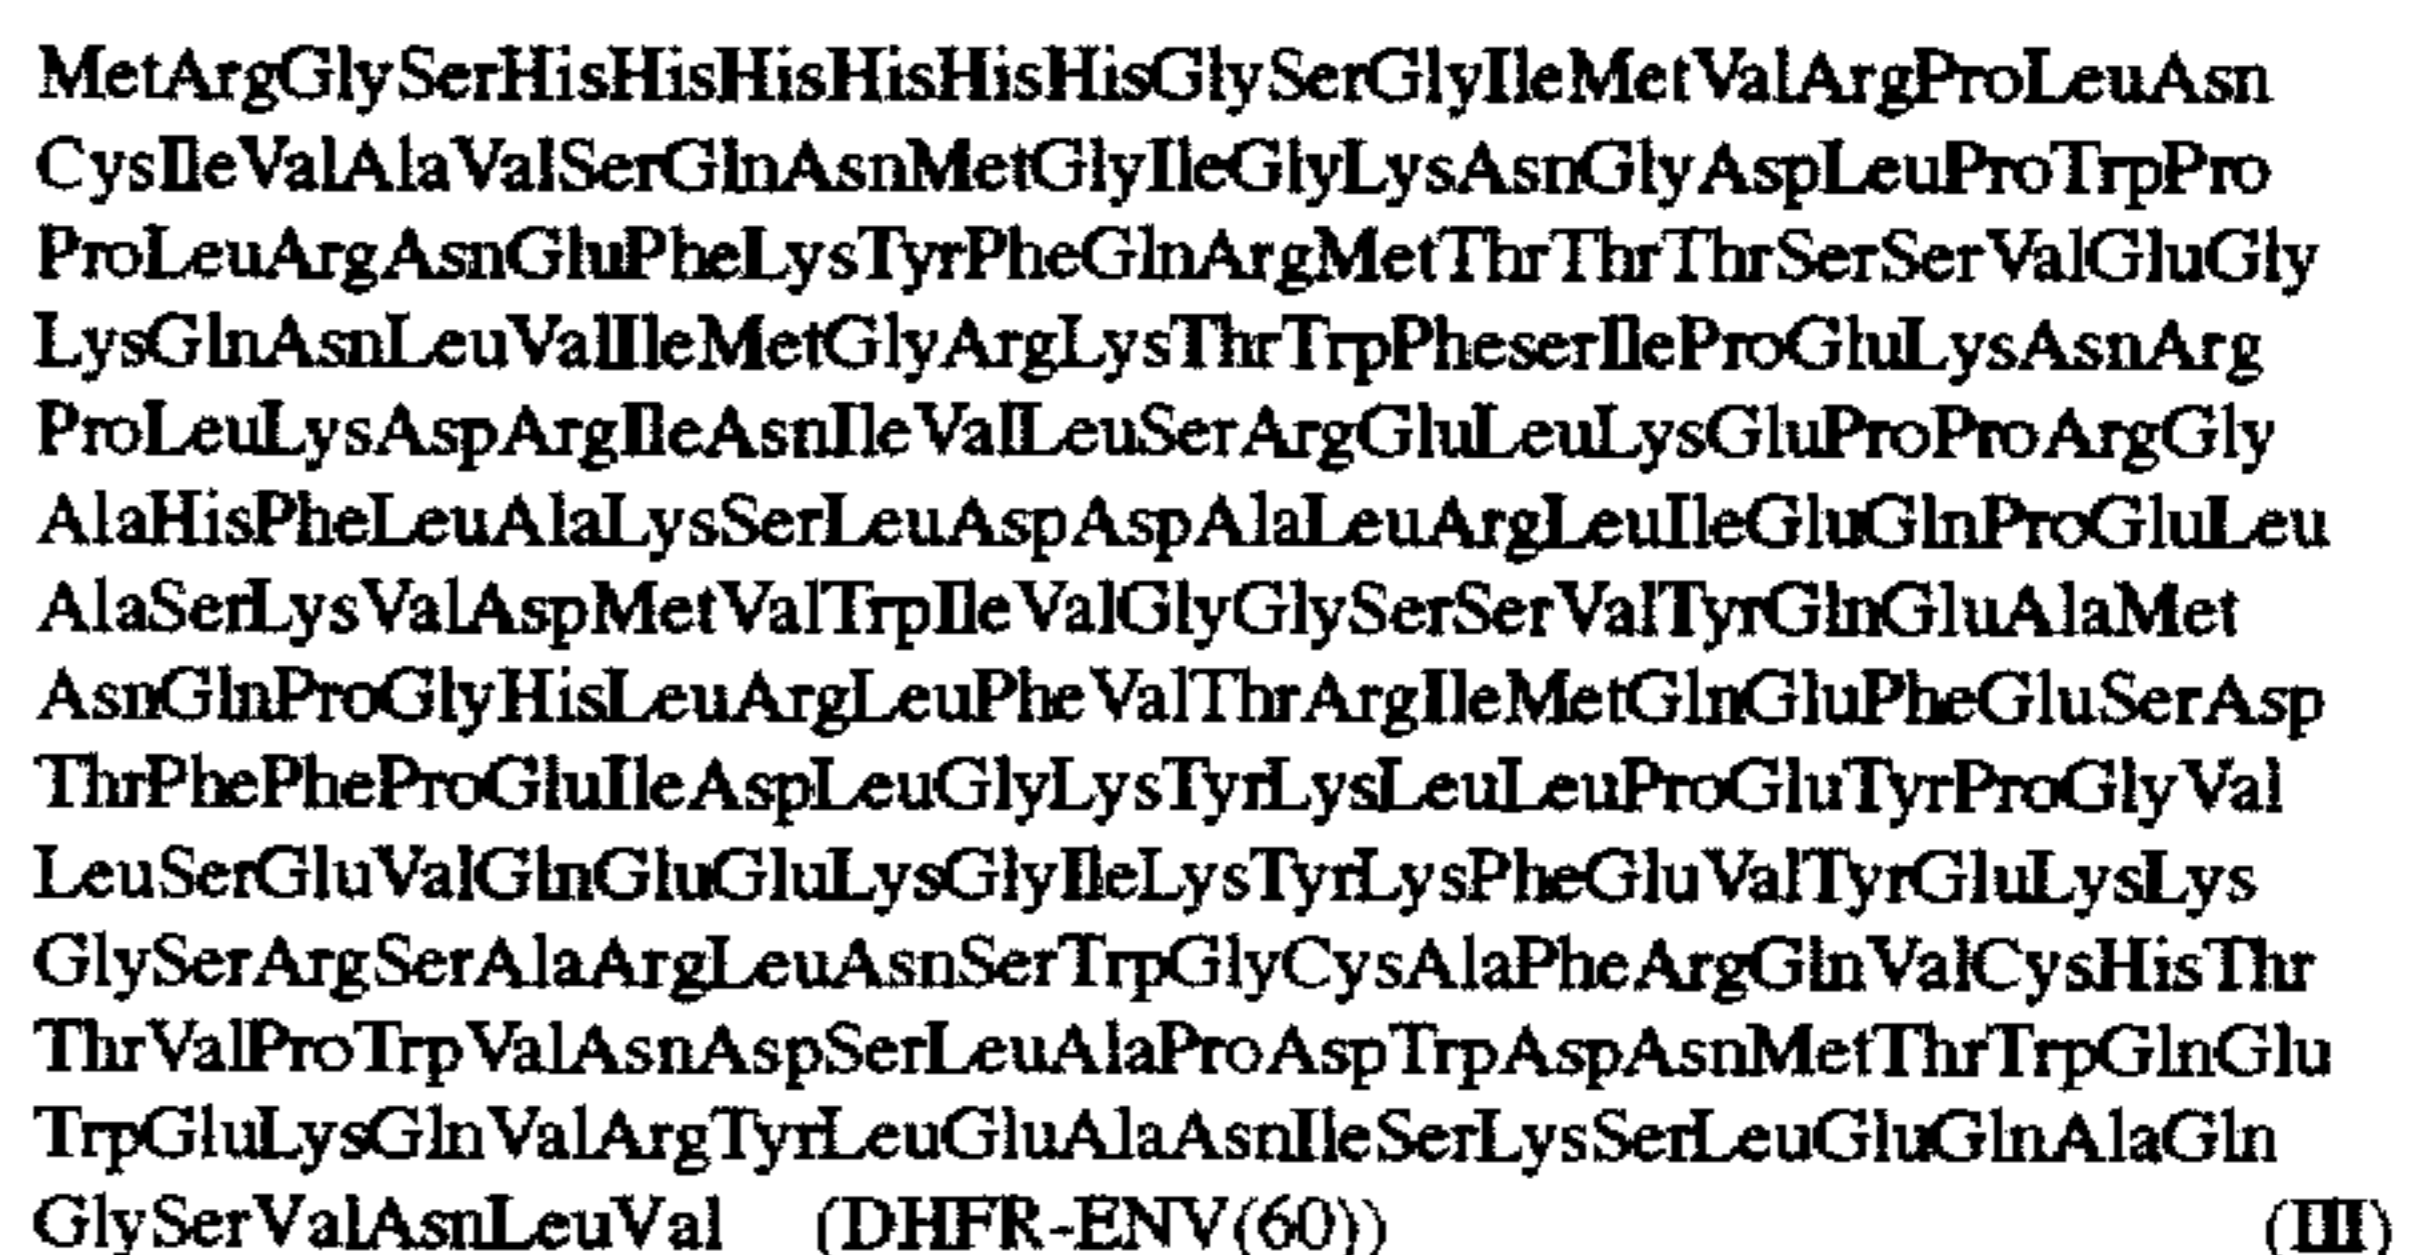 MetArgGlySerHisHisHisHisHisHisGlySerGlyIleMetValArgProLeuAsn
CysIleValAlaValSerGlnAsnMetGlyIleGlyLysAsnGlyAspLeuProTrpPro
ProLeuArgAsnGluPheLysTyrPheGlnArgMetThrThrThrSerSerValGluGly
LysGlnAsnLeuValIleMetGlyArgLysThrTrpPheserIleProGluLysAsnArg
ProLeuLysAspArgIleAsnIleValLeuSerArgGluLeuLysGluProProArgGly
AlaHisPheLeuAlaLysSerLeuAspAspAlaLeuArgLeuIleGluGlnProGluLeu
AlaSerLysValAspMetValTrpIleValGlyGlySerSerValTyrGlnGluAlaMet
AsnGlnProGlyHisLeuArgLeuPheValThrArgIleMetGlnGluPheGluSerAsp
ThrPhePheProGluIleAspLeuGlyLysTyrLysLeuLeuProGluTyrProGlyVal
LeuSerGluValGlnGluGluLysGlyIleLysTyrLysPheGluValTyrGluLysLys
GlySerArgSerAlaArgLeuAsnSerTrpGlyCysAlaPheArgGlnValCysHisThr
ThrValProTrpValAsnAspSerLeuAlaProAspTrpAspAsnMetThrTrpGlnGlu
TrpGluLysGlnValArgTyrLeuGluAlaAsnIleSerLysSerLeuGluGlnAlaGln
GlySerValAsnLeuVal (DHFR-ENV(60)) (III)